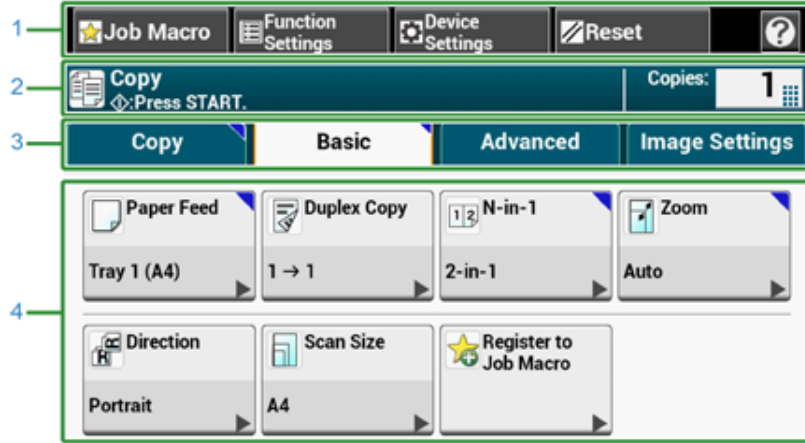 1
Job Macro
Function
Settings
Device
Settings
Reset
?
2
Copy
:Press START.
Copies:
1
3
Copy
Basic
Advanced
Image Settings
4
Paper Feed
Tray 1 (A4)
Duplex Copy
1 → 1
1 2
N-in-1
2-in-1
Zoom
Auto
R
R
Direction
Portrait
Scan Size
A4
Register to
Job Macro